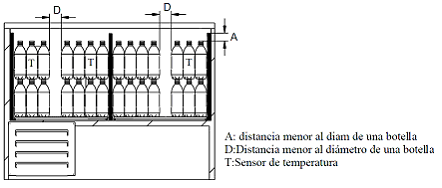 D
D
A
T
T
T
A: distancia menor al diam de una botella
D:Distancia menor al diámetro de una botella
T:Sensor de temperatura